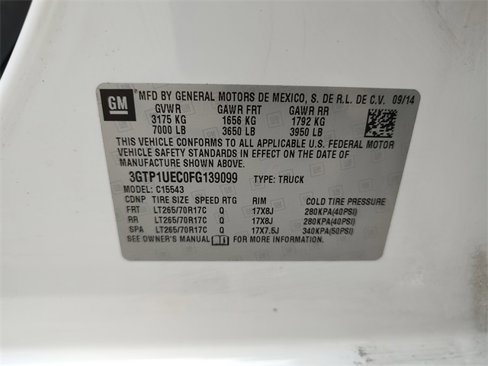 GM
MFD BY GENERAL MOTORS DE MEXICO, S. DE R.L. DE C.V. 09/14
GVWR GAWR FRT GAWR RR
3175 KG 1656 KG 1792 KG
7000 LB 3650 LB 3950 LB
THIS VEHICLE CONFORMS TO ALL APPLICABLE U.S. FEDERAL MOTOR
VEHICLE SAFETY STANDARDS IN EFFECT ON THE DATE OF
MANUFACTURE SHOWN ABOVE.
3GTP1UEC0FG139099 TYPE: TRUCK
MODEL: C15543
CDNP TIRE SIZE SPEED RTG RIM COLD TIRE PRESSURE
FRT LT265/70R17C Q 17X8J 280KPA(40PSI)
RR LT265/70R17C Q 17X8J 280KPA(40PSI)
SPA LT265/70R17C Q 17X7.5J 340KPA(50PSI)
SEE OWNER'S MANUAL FOR MORE INFORMATION